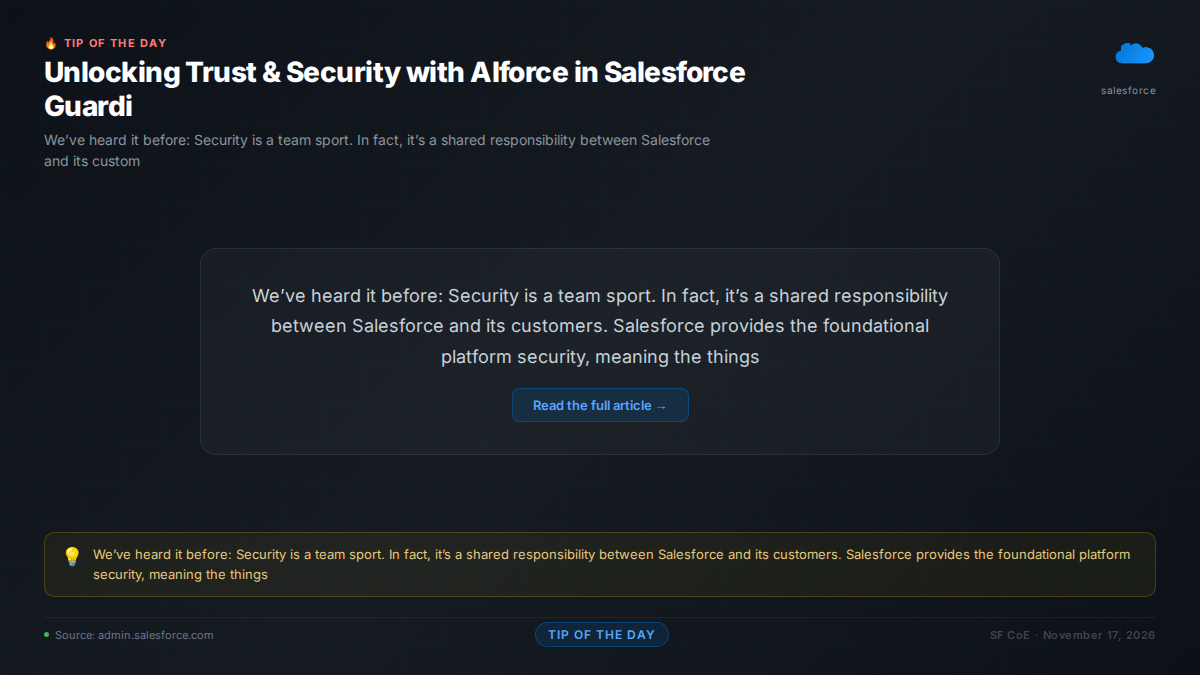 🔥 TIP OF THE DAY
Unlocking Trust & Security with AIforce in Salesforce
Guardi
We’ve heard it before: Security is a team sport. In fact, it’s a shared responsibility between Salesforce
and its custom
salesforce
We’ve heard it before: Security is a team sport. In fact, it’s a shared responsibility
between Salesforce and its customers. Salesforce provides the foundational
platform security, meaning the things
Read the full article →
💡 We’ve heard it before: Security is a team sport. In fact, it’s a shared responsibility between Salesforce and its customers. Salesforce provides the foundational platform
security, meaning the things
Source: admin.salesforce.com
TIP OF THE DAY
SF CoE · November 17, 2026